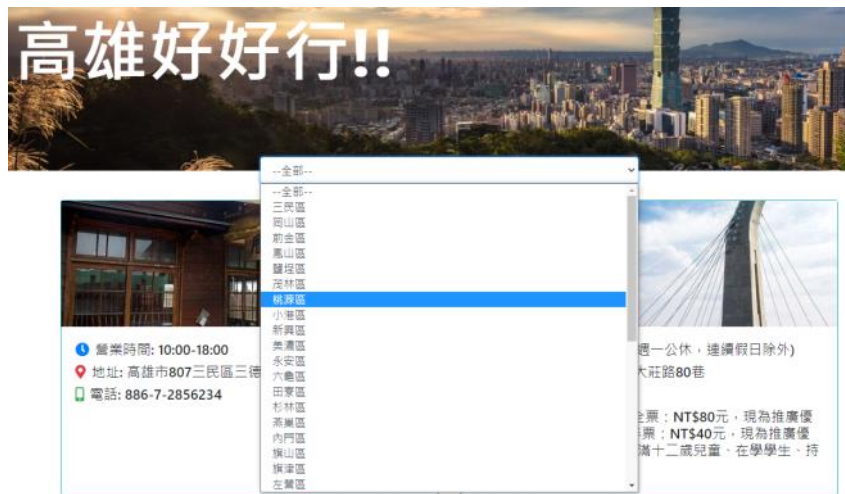 高雄好好行!!
--全部--
--全部--
三民區
岡山區
前金區
鳳山區
鹽埕區
茂林區
桃源區
小港區
新興區
美濃區
永安區
六龜區
田寮區
杉林區
燕巢區
內門區
旗山區
旗津區
左營區
營業時間: 10:00-18:00
地址: 高雄市807三民區三德
電話: 886-7-2856234
週一公休，連續假日除外)
大莊路80巷
全票：NT$80元，現為推廣優
票：NT$40元，現為推廣優
滿十二歲兒童、在學學生、持